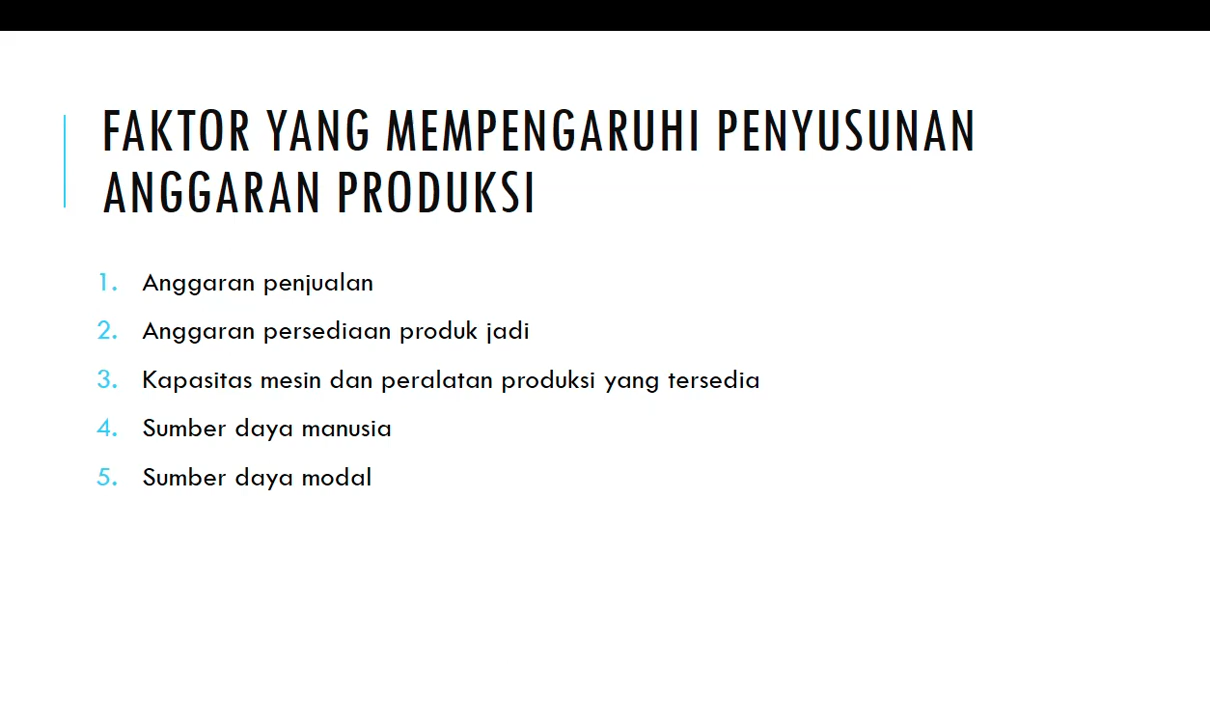 FAKTOR YANG MEMPENGARUHI PENYUSUNAN
ANGGARAN PRODUKSI
1. Anggaran penjualan
2. Anggaran persediaan produk jadi
3. Kapasitas mesin dan peralatan produksi yang tersedia
4. Sumber daya manusia
5. Sumber daya modal